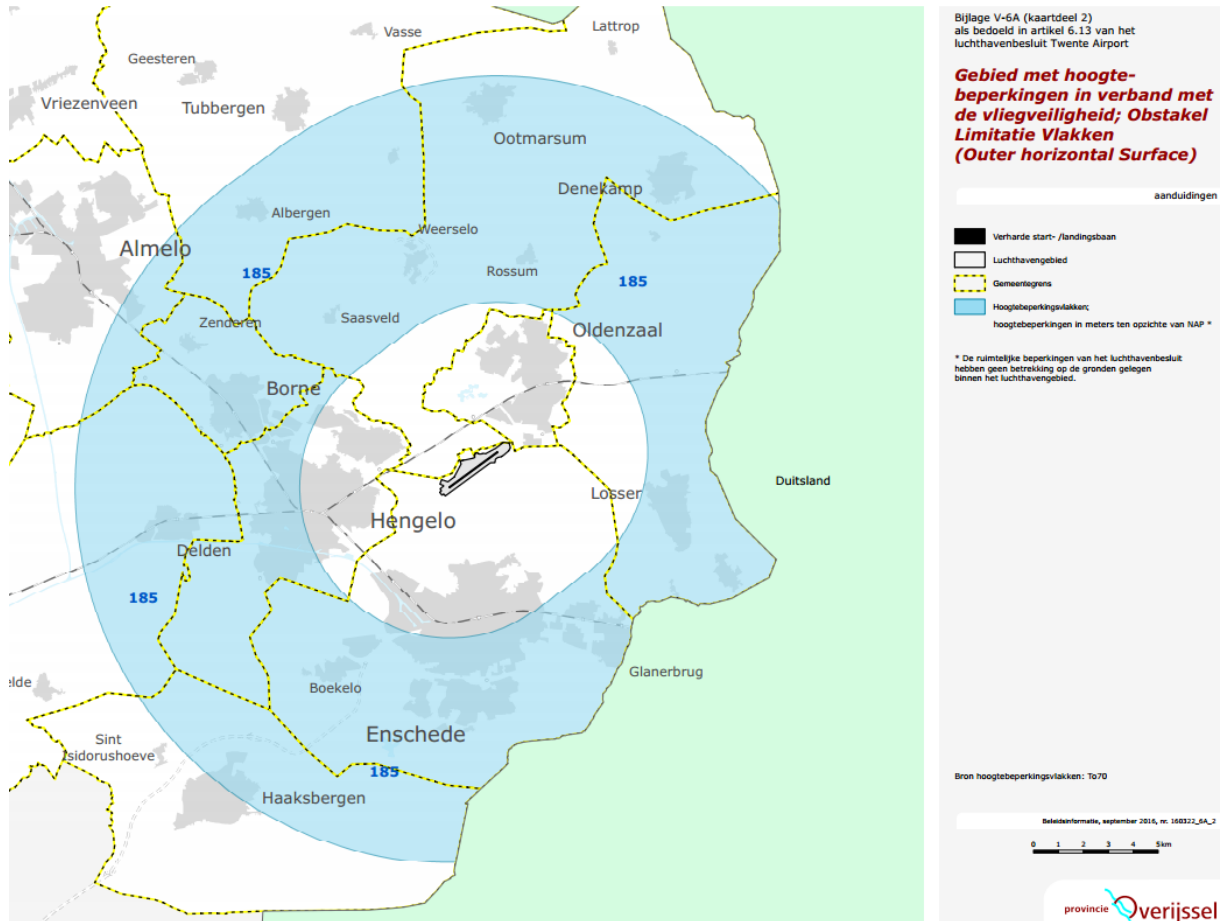 Vasse
Lattrop
Geesteren
Vriezenveen
Tubbergen
Ootmarsum
Denekamp
Albergen
Weerselo
Almelo
185
Rossum
185
Zenderen
Saasveld
Oldenzaal
Borne
Losser
Duitsland
Hengelo
Delden
185
Glanerbrug
elde
Boekelo
Enschede
Sint
Isidorushoeve
185
Haaksbergen
Bijlage V-6A (kaartdeel 2)
als bedoeld in artikel 6.13 van het
luchthavenbesluit Twente Airport
Gebied met hoogte-
beperkingen in verband met
de vliegveiligheid; Obstakel
Limitatie Vlakken
(Outer horizontal Surface)
aanduidingen
Verharde start- /landingsbaan
Luchthavengebied
Gemeentegrens
Hoogtebeperkingsvlakken;
hoogtebeperkingen in meters ten opzichte van NAP *
* De ruimtelijke beperkingen van het luchthavenbesluit
hebben geen betrekking op de gronden gelegen
binnen het luchthavengebied.
Bron hoogtebeperkingsvlakken: To70
Beleidsinformatie, september 2016, nr. 160322_6A_2
0 1 2 3 4 5km
provincie Overijssel